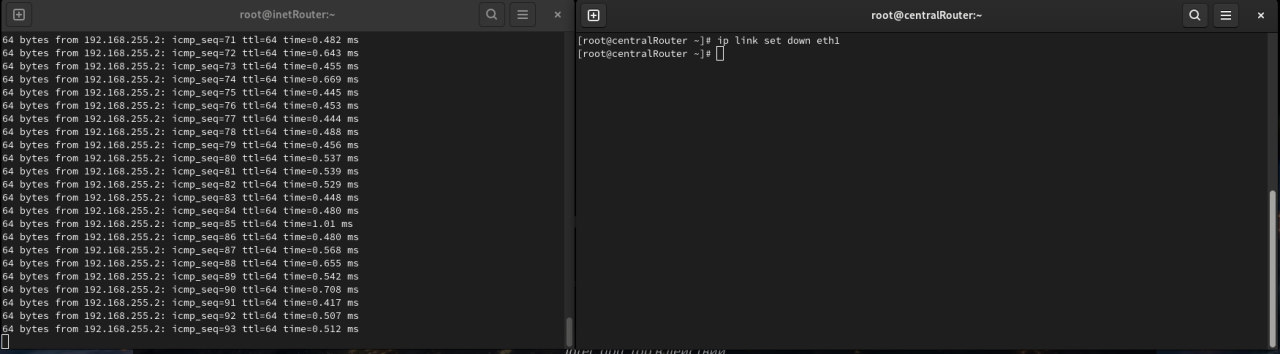 root@inetRouter:~
64 bytes from 192.168.255.2: icmp_seq=71 ttl=64 time=0.482 ms
64 bytes from 192.168.255.2: icmp_seq=72 ttl=64 time=0.643 ms
64 bytes from 192.168.255.2: icmp_seq=73 ttl=64 time=0.455 ms
64 bytes from 192.168.255.2: icmp_seq=74 ttl=64 time=0.669 ms
64 bytes from 192.168.255.2: icmp_seq=75 ttl=64 time=0.445 ms
64 bytes from 192.168.255.2: icmp_seq=76 ttl=64 time=0.453 ms
64 bytes from 192.168.255.2: icmp_seq=77 ttl=64 time=0.444 ms
64 bytes from 192.168.255.2: icmp_seq=78 ttl=64 time=0.488 ms
64 bytes from 192.168.255.2: icmp_seq=79 ttl=64 time=0.456 ms
64 bytes from 192.168.255.2: icmp_seq=80 ttl=64 time=0.537 ms
64 bytes from 192.168.255.2: icmp_seq=81 ttl=64 time=0.539 ms
64 bytes from 192.168.255.2: icmp_seq=82 ttl=64 time=0.529 ms
64 bytes from 192.168.255.2: icmp_seq=83 ttl=64 time=0.448 ms
64 bytes from 192.168.255.2: icmp_seq=84 ttl=64 time=0.480 ms
64 bytes from 192.168.255.2: icmp_seq=85 ttl=64 time=1.01 ms
64 bytes from 192.168.255.2: icmp_seq=86 ttl=64 time=0.480 ms
64 bytes from 192.168.255.2: icmp_seq=87 ttl=64 time=0.568 ms
64 bytes from 192.168.255.2: icmp_seq=88 ttl=64 time=0.655 ms
64 bytes from 192.168.255.2: icmp_seq=89 ttl=64 time=0.542 ms
64 bytes from 192.168.255.2: icmp_seq=90 ttl=64 time=0.708 ms
64 bytes from 192.168.255.2: icmp_seq=91 ttl=64 time=0.417 ms
64 bytes from 192.168.255.2: icmp_seq=92 ttl=64 time=0.507 ms
64 bytes from 192.168.255.2: icmp_seq=93 ttl=64 time=0.512 ms
root@centralRouter:~
[root@centralRouter ~]# ip link set down eth1
[root@centralRouter ~]#